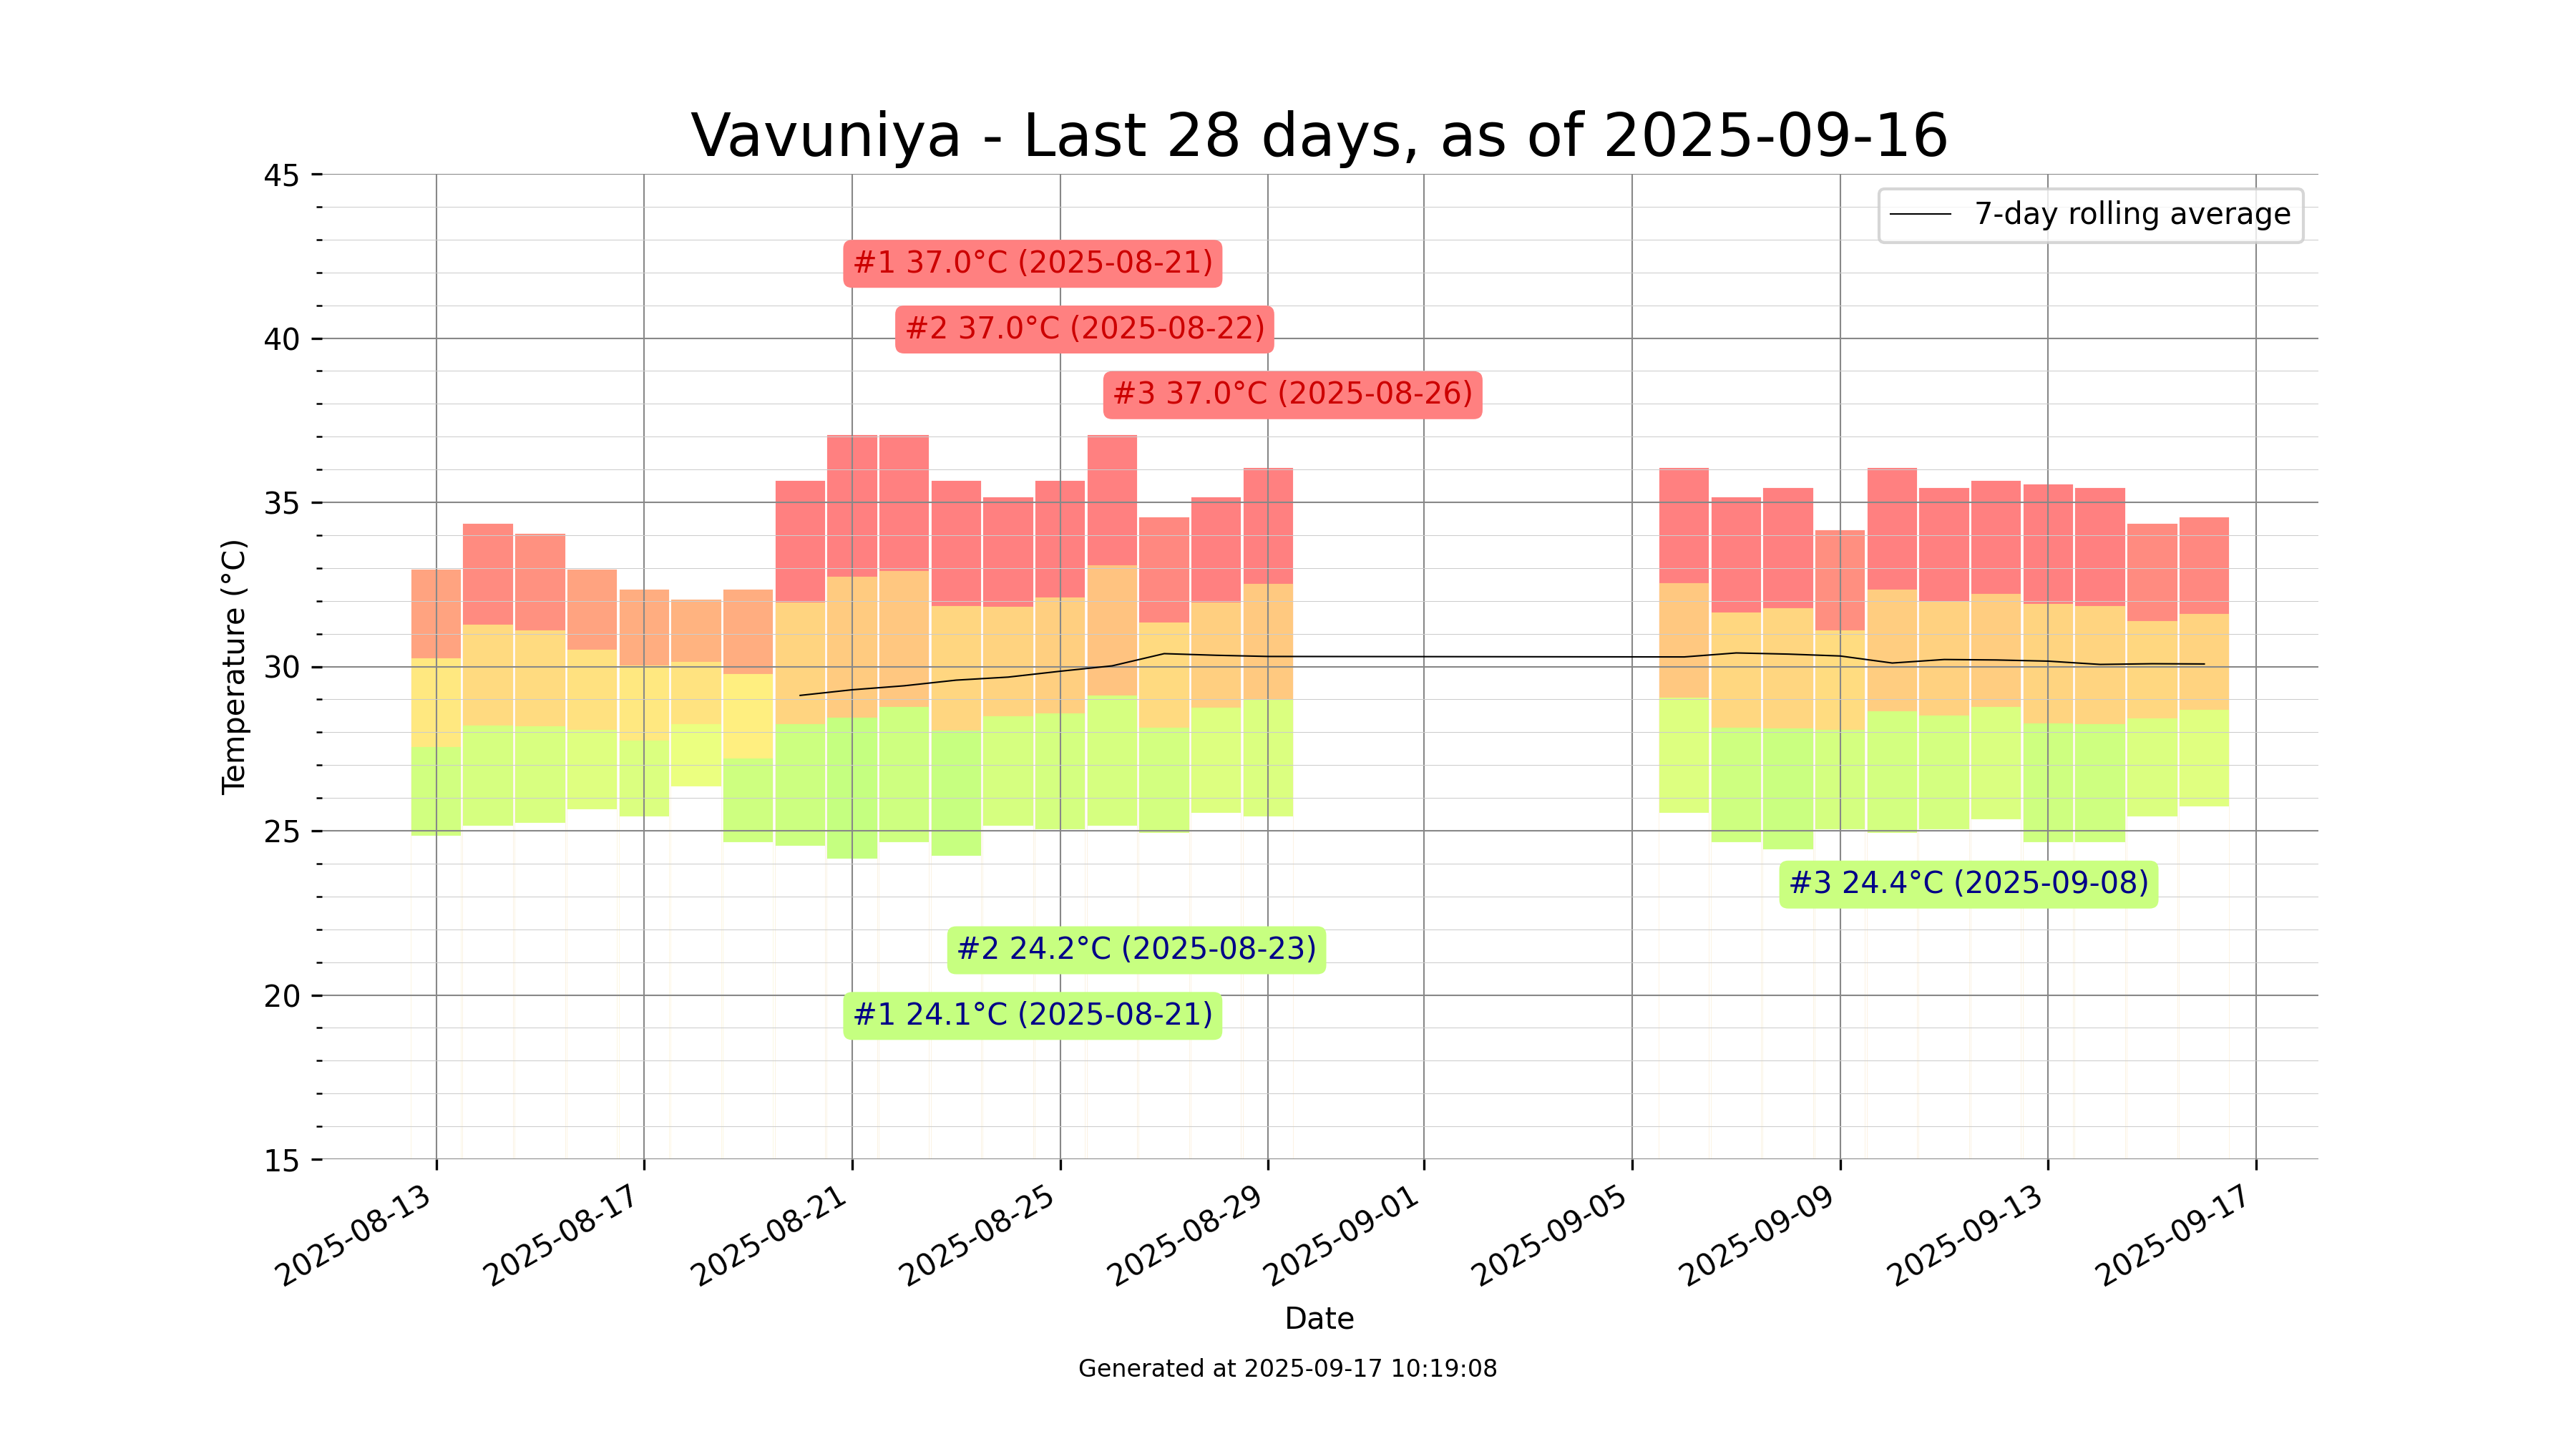 Vavuniya - Last 28 days, as of 2025-09-16
45
40
35
30
25
20
15
Temperature (°C)
7-day rolling average
#1 37.0°C (2025-08-21)
#2 37.0°C (2025-08-22)
#3 37.0°C (2025-08-26)
#3 24.4°C (2025-09-08)
#2 24.2°C (2025-08-23)
#1 24.1°C (2025-08-21)
2025-08-13
2025-08-17
2025-08-21
2025-08-25
2025-08-29
2025-09-01
2025-09-05
2025-09-09
2025-09-13
2025-09-17
Date
Generated at 2025-09-17 10:19:08